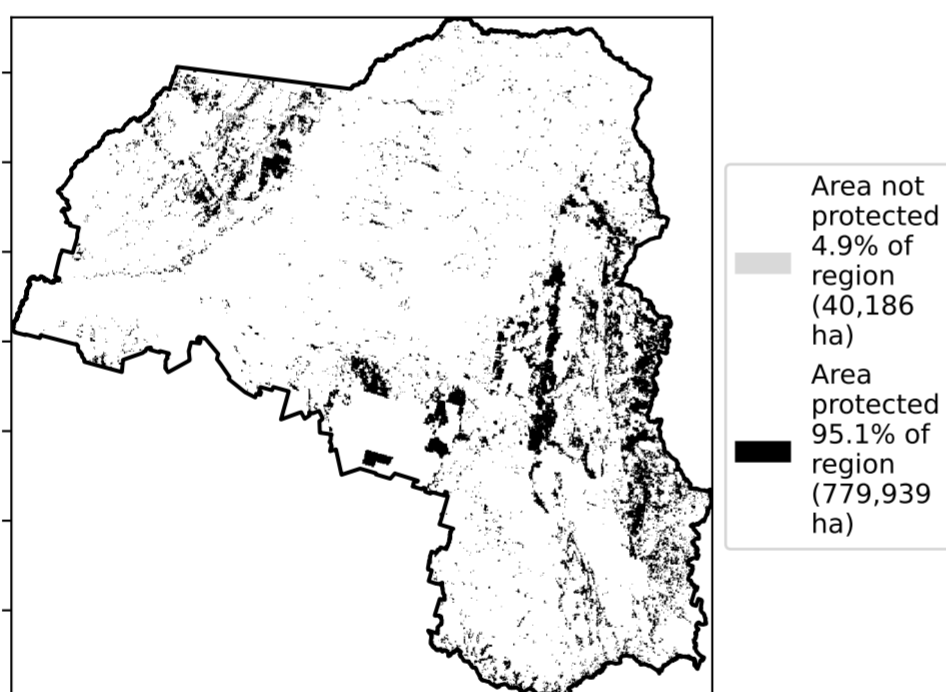 Area not
protected
4.9% of
region
(40,186
ha)
Area
protected
95.1% of
region
(779,939
ha)